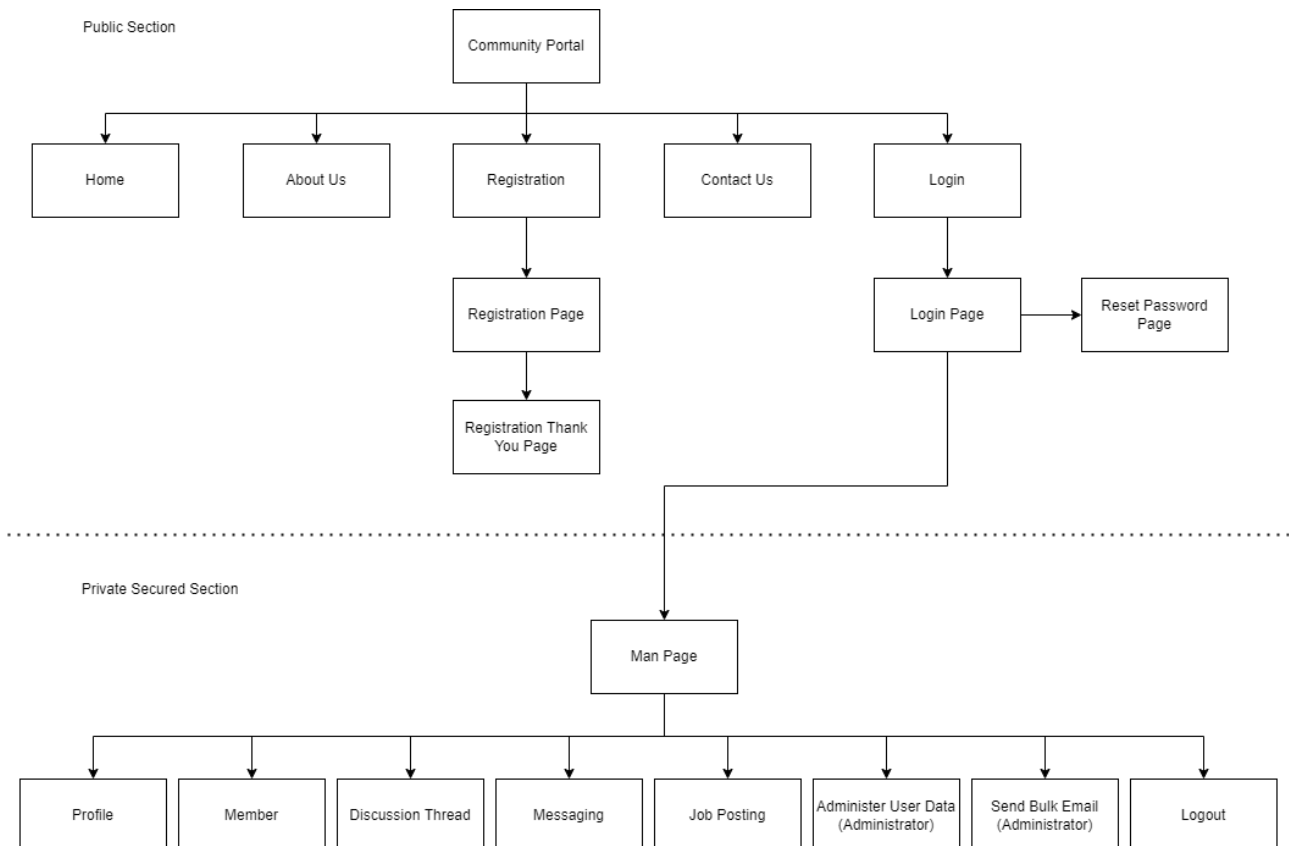 Public Section
Community Portal
Home
About Us
Registration
Contact Us
Login
Registration Page
Login Page
Reset Password
Page
Registration Thank
You Page
Private Secured Section
Man Page
Profile
Member
Discussion Thread
Messaging
Job Posting
Administer User Data
(Administrator)
Send Bulk Email
(Administrator)
Logout